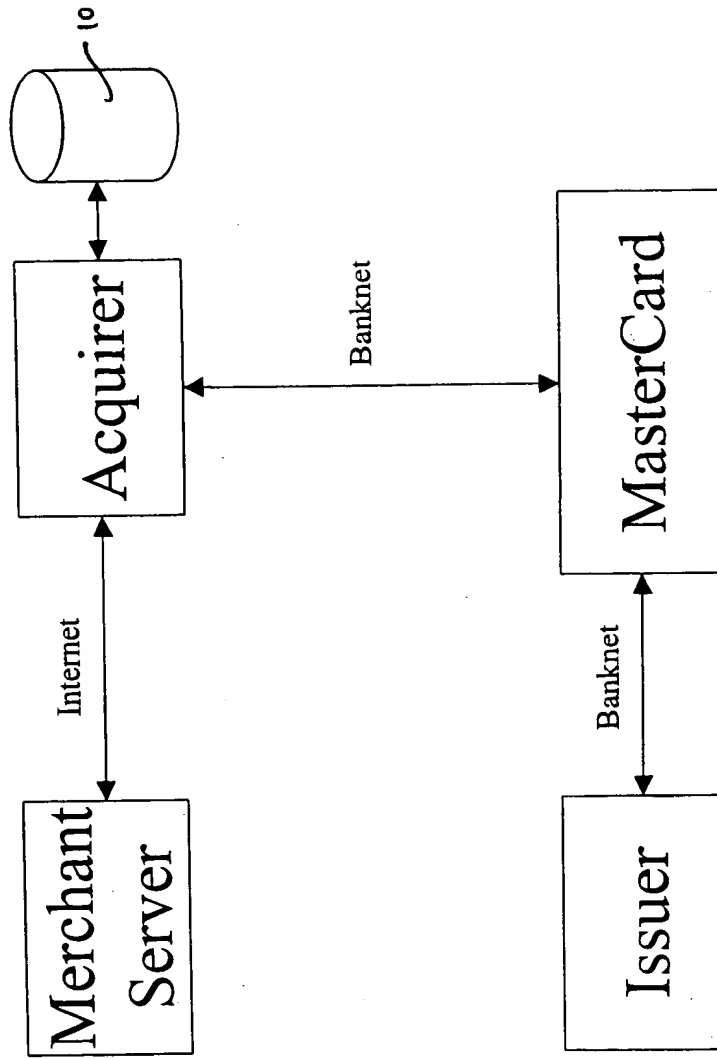 Merchant
Server
Internet
Acquirer
10
Banknet
Issuer
Banknet
MasterCard